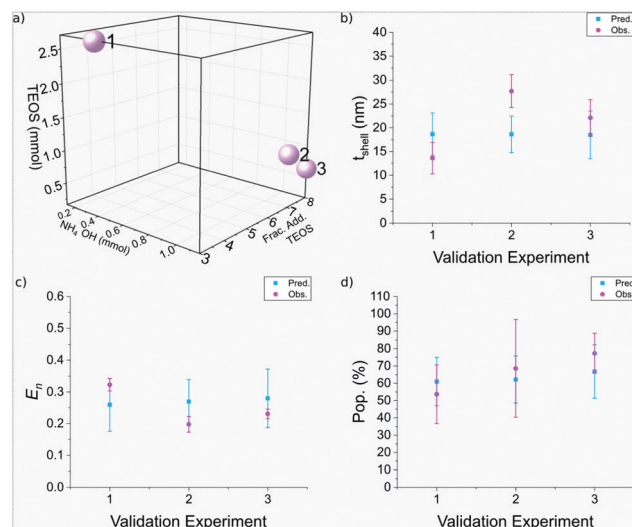 a)
1
2
3
2.5
2.0
1.5
1.0
0.5
TEOS (mmol)
0.2
0.4
0.6
0.8
1.0
NH4 OH (mmol)
3
4
5
6
7
8
Frac. Add.
TEOS
b)
Pred.
Obs.
40
35
30
25
20
15
10
5
0
t_shell (nm)
1 2 3
Validation Experiment
c)
Pred.
Obs.
0.6
0.5
0.4
0.3
0.2
0.1
0.0
En
1 2 3
Validation Experiment
d)
Pred.
Obs.
110
100
90
80
70
60
50
40
30
20
10
0
Pop. (%)
1 2 3
Validation Experiment